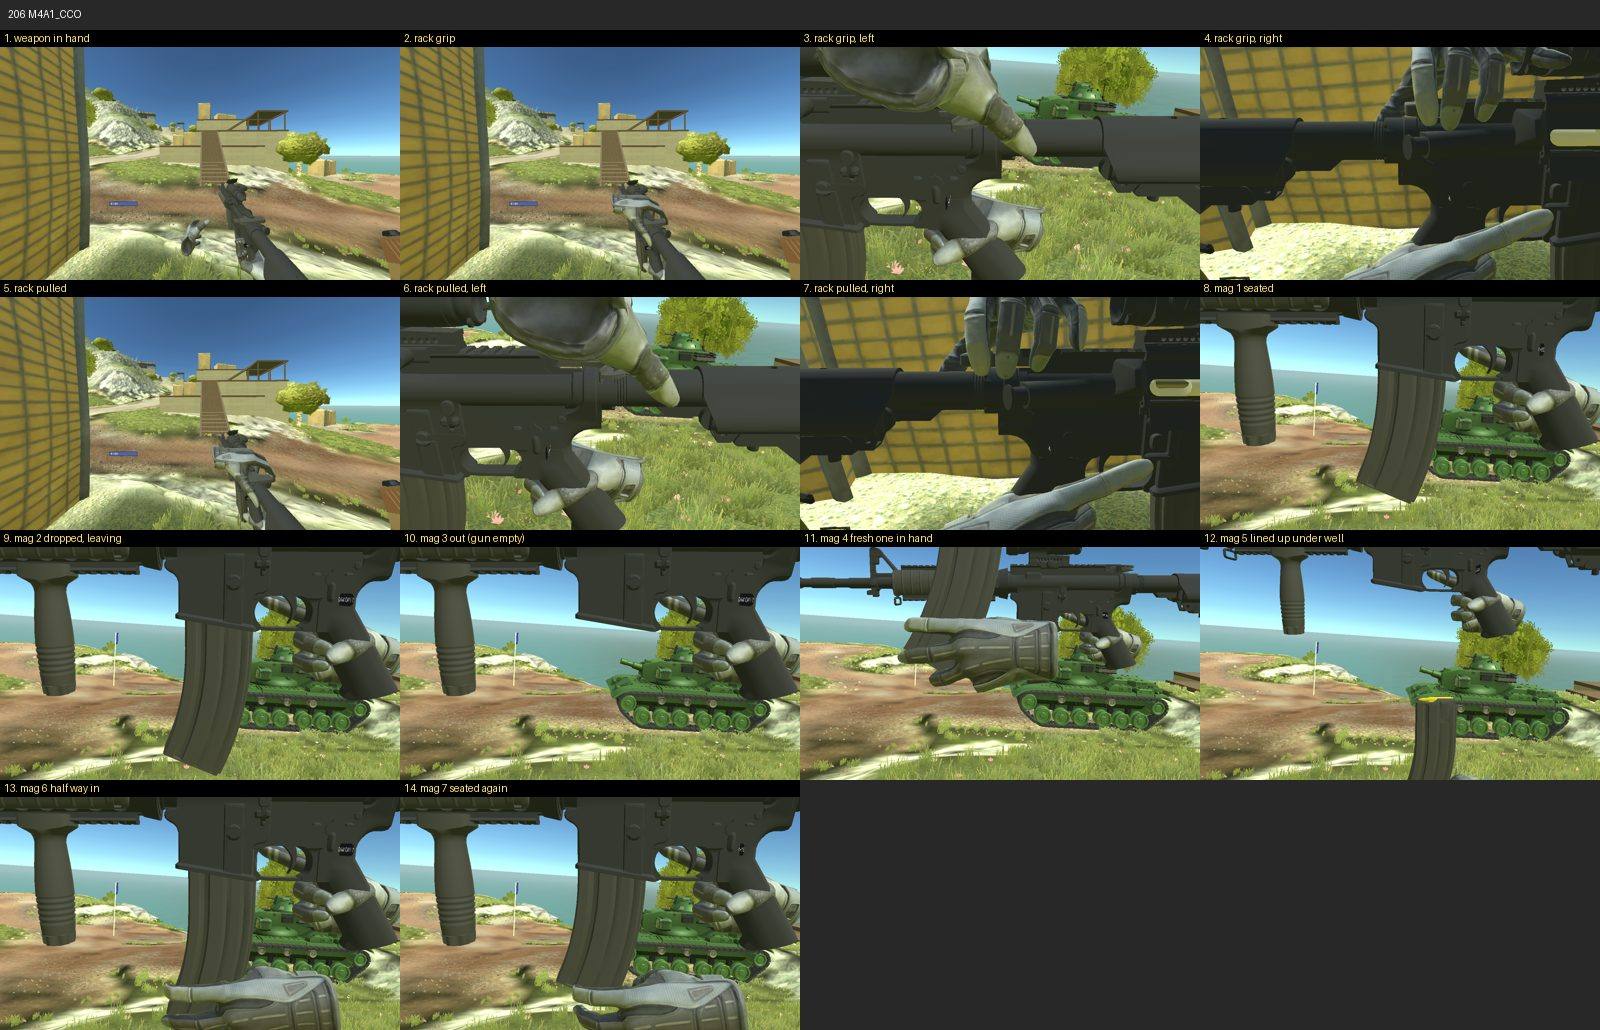 206 M4A1_CCO
1. weapon in hand
2. rack grip
3. rack grip, left
4. rack grip, right
5. rack pulled
6. rack pulled, left
7. rack pulled, right
8. mag 1 seated
9. mag 2 dropped, leaving
10. mag 3 out (gun empty)
11. mag 4 fresh one in hand
12. mag 5 lined up under well
13. mag 6 half way in
14. mag 7 seated again